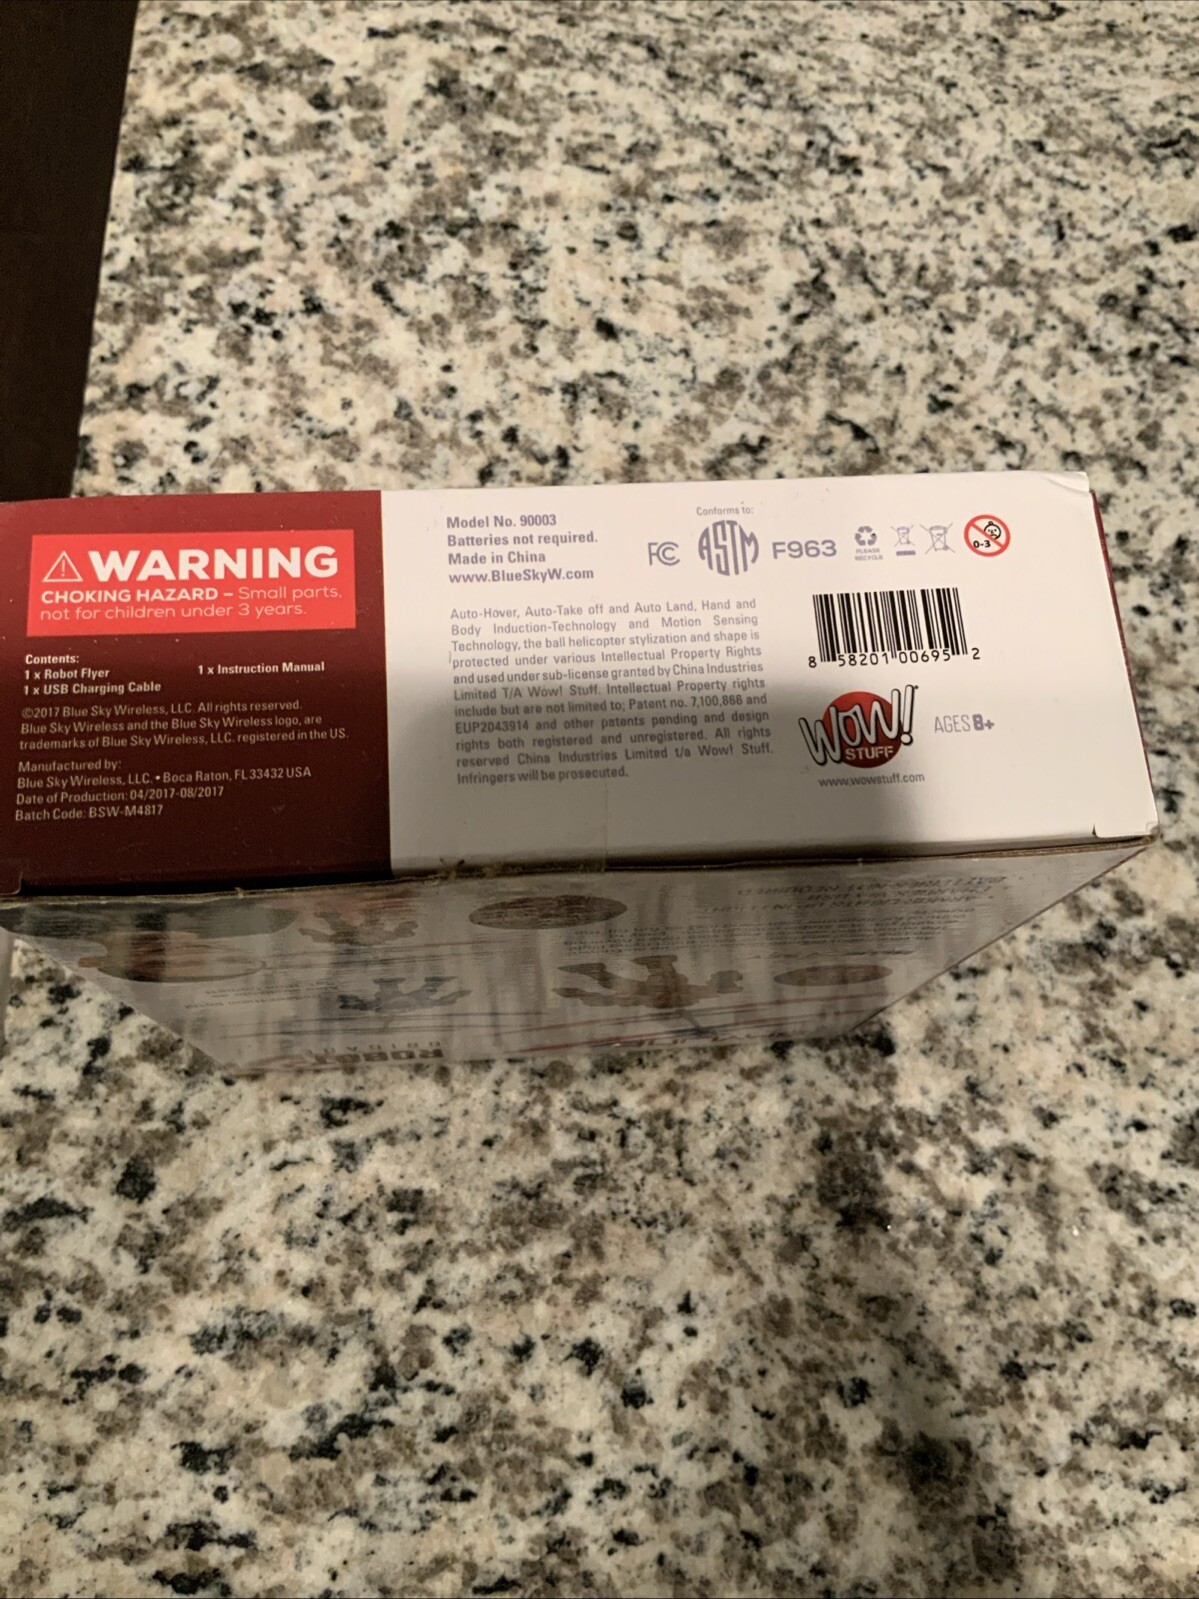 WARNING
CHOKING HAZARD – Small parts,
not for children under 3 years.
Contents:
1 x Robot Flyer
1 x Instruction Manual
1 x USB Charging Cable
©2017 Blue Sky Wireless, LLC. All rights reserved.
Blue Sky Wireless and the Blue Sky Wireless logo, are
trademarks of Blue Sky Wireless, LLC. registered in the US.
Manufactured by:
Blue Sky Wireless, LLC. • Boca Raton, FL 33432 USA
Date of Production: 04/2017-08/2017
Batch Code: BSW-M4817
Model No. 90003
Batteries not required.
Made in China
www.BlueSkyW.com
Auto-Hover, Auto-Take off and Auto Land, Hand and
Body Induction-Technology and Motion Sensing
Technology, the ball helicopter stylization and shape is
protected under various Intellectual Property Rights
and used under sub-license granted by China Industries
Limited T/A Wow! Stuff. Intellectual Property rights
include but are not limited to; Patent no. 7,100,866 and
EUP2043914 and other patents pending and design
rights both registered and unregistered. All rights
reserved China Industries Limited t/a Wow! Stuff.
Infringers will be prosecuted.
FC
Conforms to:
ASTM F963
PLEASE
RECYCLE
0-3
8 58201 00695 2
WOW!
STUFF
AGES 8+
www.wowstuff.com
ROBOT